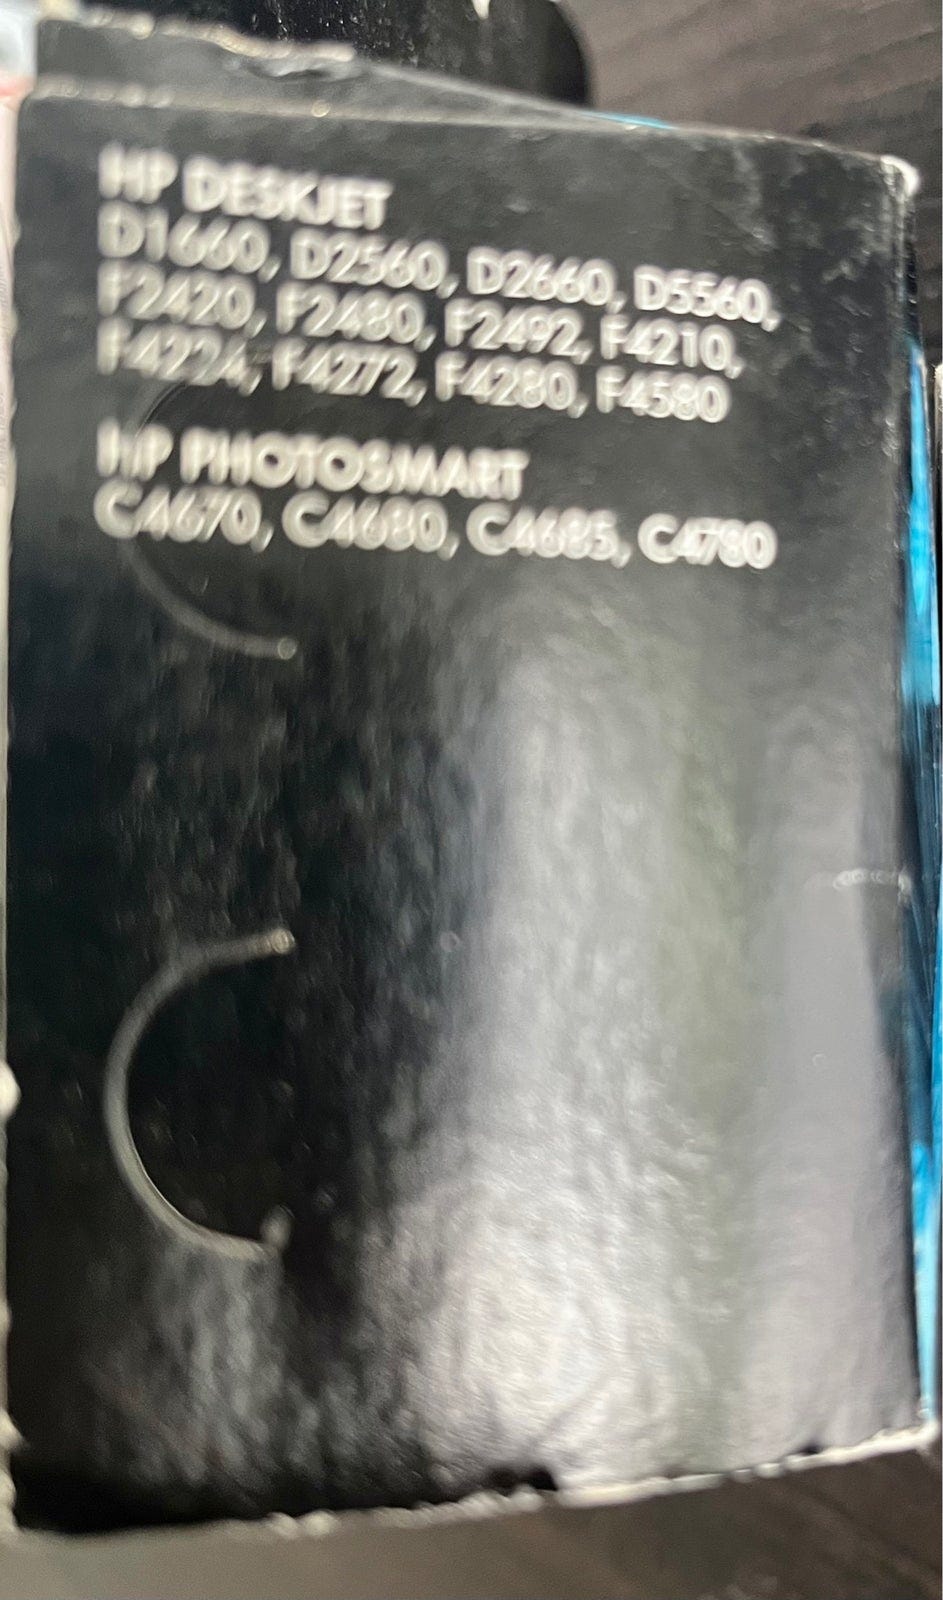 HP DESKJET
D1660, D2560, D2660, D5560,
F2420, F2480, F2492, F4210,
F4224, F4272, F4280, F4580
HP PHOTOSMART
C4670, C4680, C4685, C4780